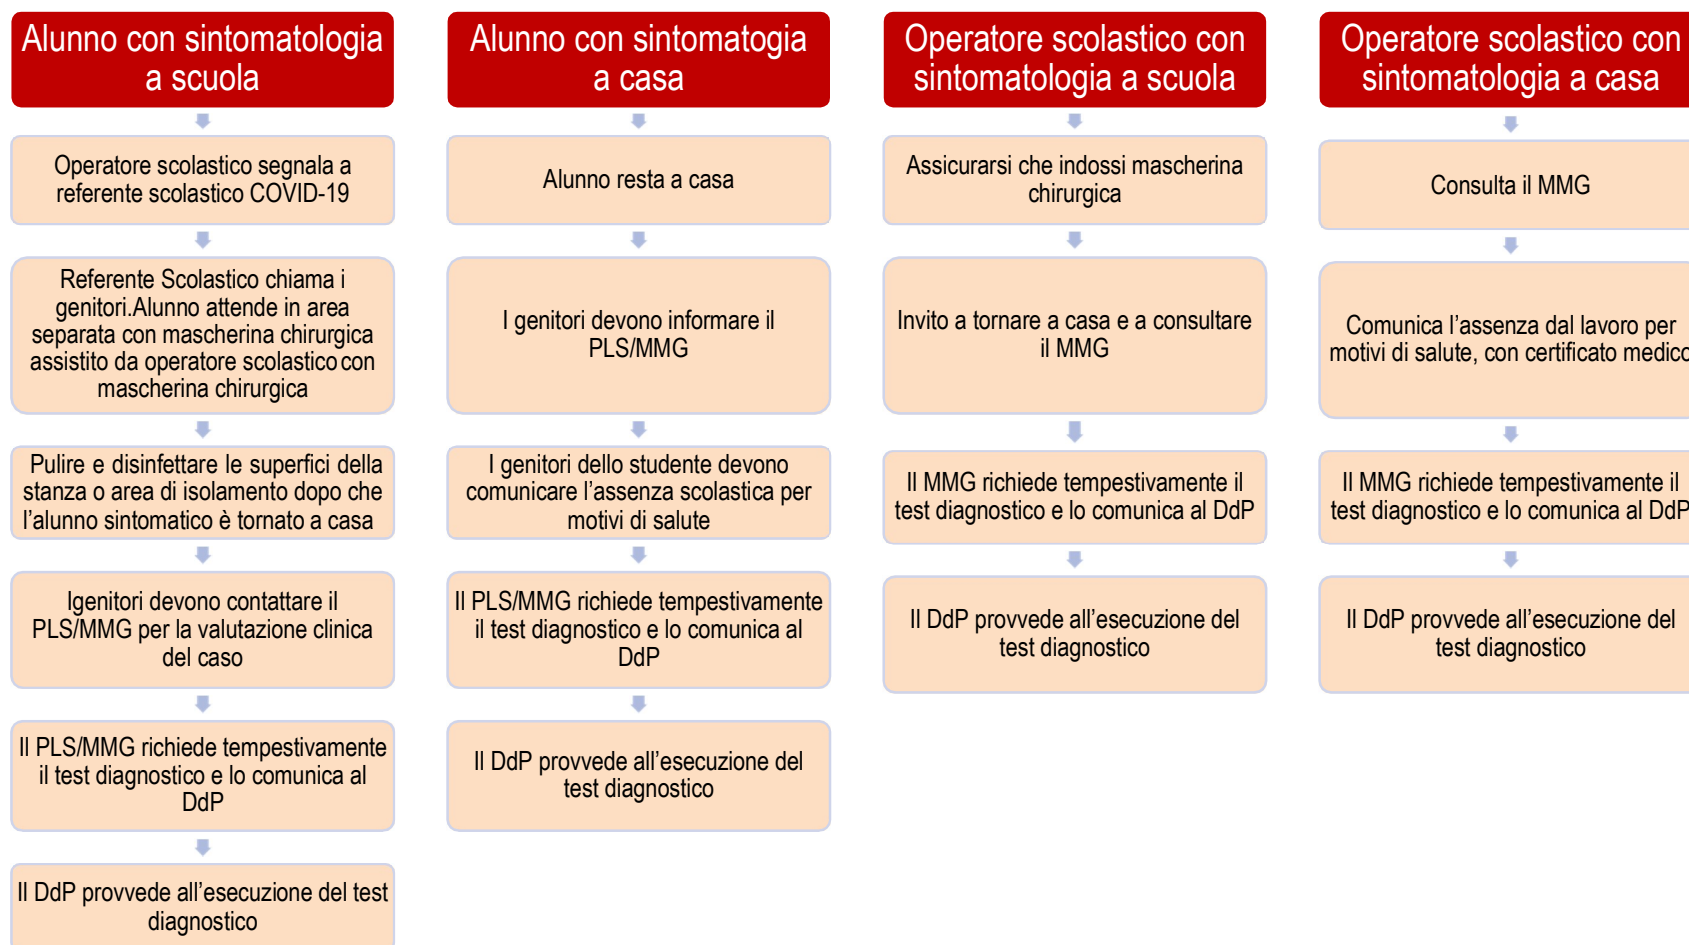 Alunno con sintomatologia
a scuola
Operatore scolastico segnala a
referente scolastico COVID-19
Referente Scolastico chiama i
genitori.Alunno attende in area
separata con mascherina chirurgica
assistito da operatore scolastico con
mascherina chirurgica
Pulire e disinfettare le superfici della
stanza o area di isolamento dopo che
l’alunno sintomatico è tornato a casa
Igenitori devono contattare il
PLS/MMG per la valutazione clinica
del caso
Il PLS/MMG richiede tempestivamente
il test diagnostico e lo comunica al
DdP
Il DdP provvede all’esecuzione del test
diagnostico
Alunno con sintomatogia
a casa
Alunno resta a casa
I genitori devono informare il
PLS/MMG
I genitori dello studente devono
comunicare l’assenza scolastica per
motivi di salute
Il PLS/MMG richiede tempestivamente
il test diagnostico e lo comunica al
DdP
Il DdP provvede all’esecuzione del
test diagnostico
Operatore scolastico con
sintomatologia a scuola
Assicurarsi che indossi mascherina
chirurgica
Invito a tornare a casa e a consultare
il MMG
Il MMG richiede tempestivamente il
test diagnostico e lo comunica al DdP
Il DdP provvede all’esecuzione del
test diagnostico
Operatore scolastico con
sintomatologia a casa
Consulta il MMG
Comunica l’assenza dal lavoro per
motivi di salute, con certificato medico
Il MMG richiede tempestivamente il
test diagnostico e lo comunica al DdP
Il DdP provvede all’esecuzione del
test diagnostico